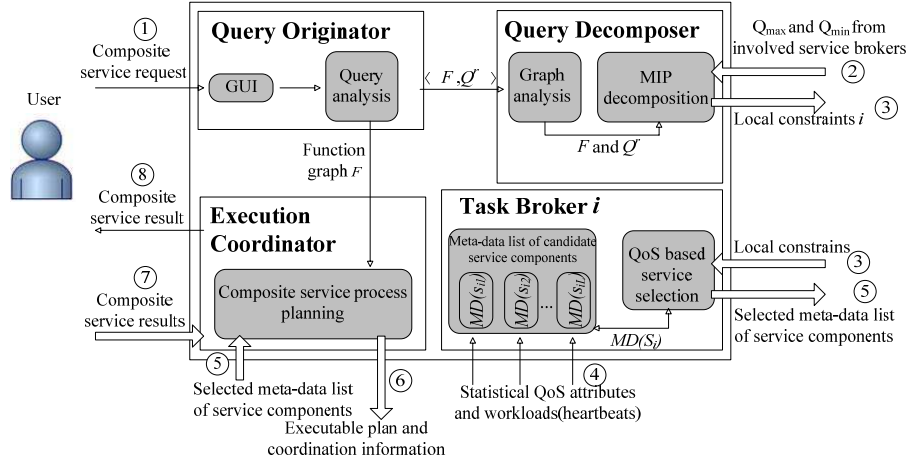 ①
Composite
service request
User
Query Originator
GUI
Query
analysis
〈 F ,Qʳ 〉
Query Decomposer
Graph
analysis
MIP
decomposition
F and Qʳ
Qmax and Qmin from
involved service brokers
②
③
Local constraints i
Function
graph F
⑧
Composite
service result
Execution
Coordinator
Composite service process
planning
⑦
Composite
service results
⑤
Selected meta-data list
of service components
⑥
Executable plan and
coordination information
Task Broker i
Meta-data list of candidate
service components
MD(si1)
MD(si2)
...
MD(sil)
QoS based
service
selection
MD(Si)
④
Statistical QoS attributes
and workloads(heartbeats)
Local constrains
③
⑤
Selected meta-data list
of service components